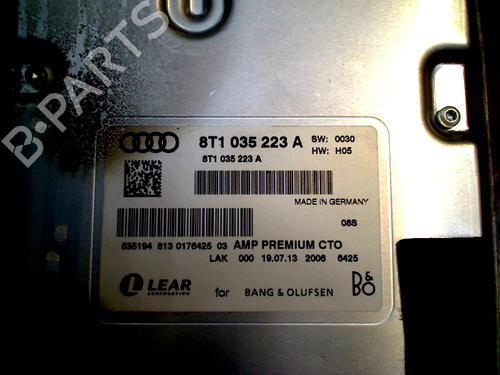 B-PARTS
8T1 035 223 A SW: 0030
8T1 035 223 A HW: H05
MADE IN GERMANY
06S
535194 813 0176425 03 AMP PREMIUM CTO
LAK 000 19.07.13 2006 6425
L LEAR CORPORATION for BANG & OLUFSEN B&O